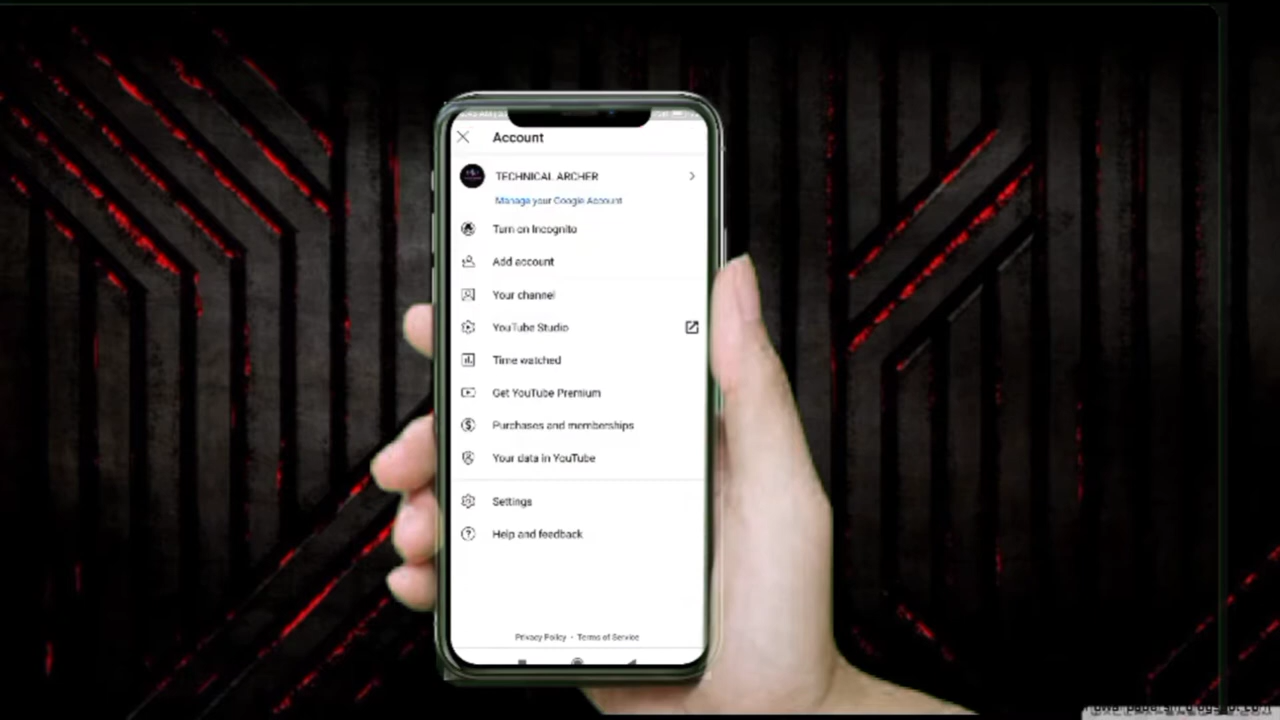 Account
TECHNICAL ARCHER
Manage your Google Account
Turn on Incognito
Add account
Your channel
YouTube Studio
Time watched
Get YouTube Premium
Purchases and memberships
Your data in YouTube
Settings
Help and feedback
Privacy Policy • Terms of Service